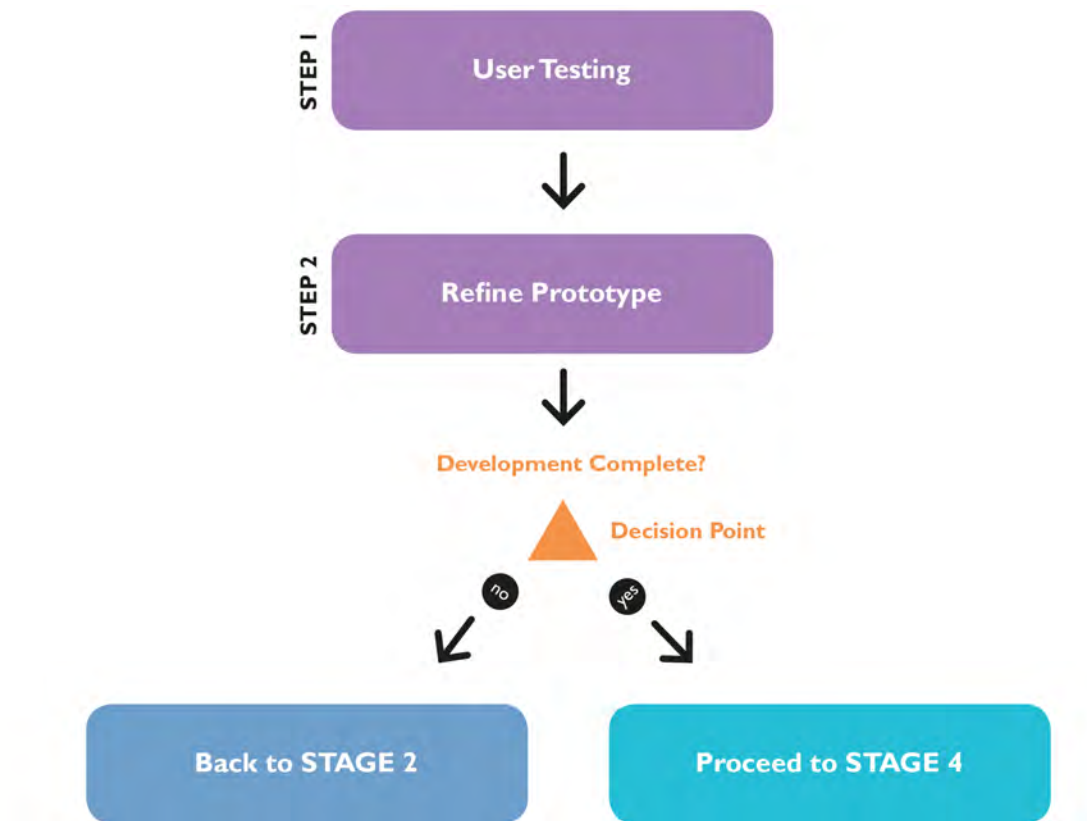 STEP 1
User Testing
STEP 2
Refine Prototype
Development Complete?
Decision Point
no
yes
Back to STAGE 2
Proceed to STAGE 4